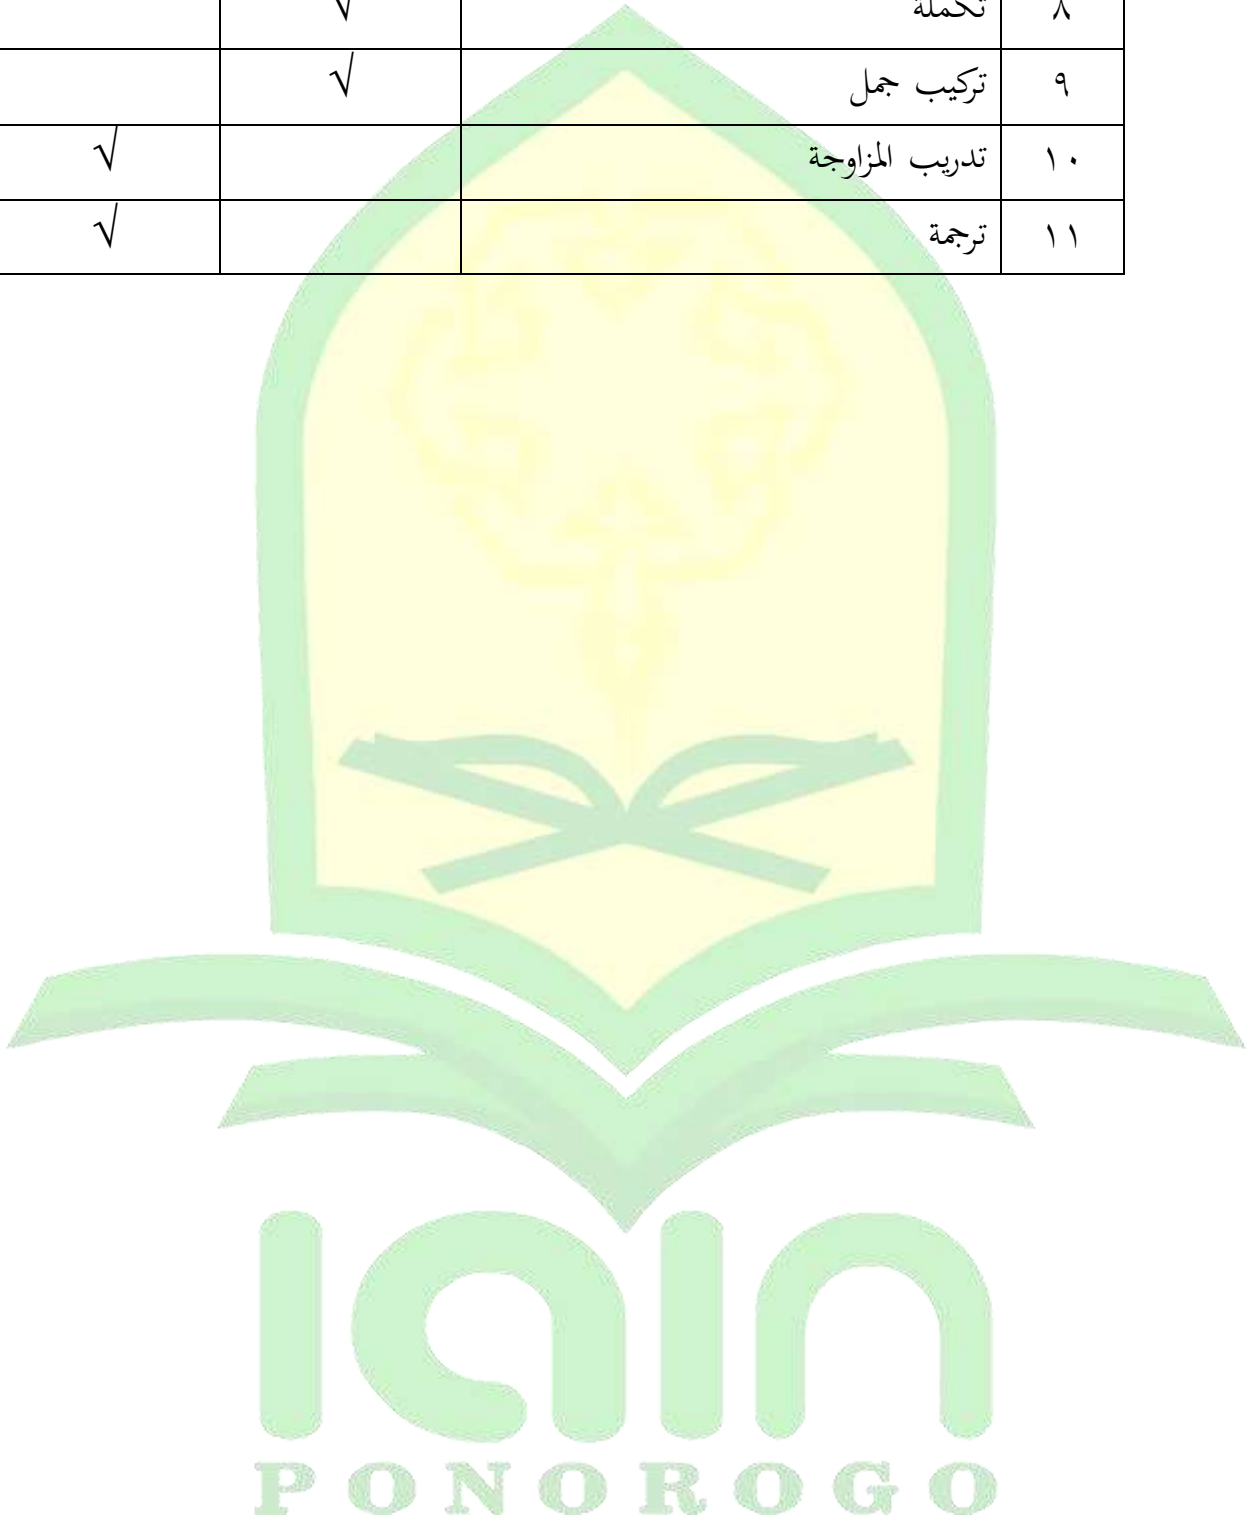 ٨ تكملة √
٩ تركيب جمل √
١٠ تدريب المزاوجة √
١١ ترجمة √
iain
PONOROGO